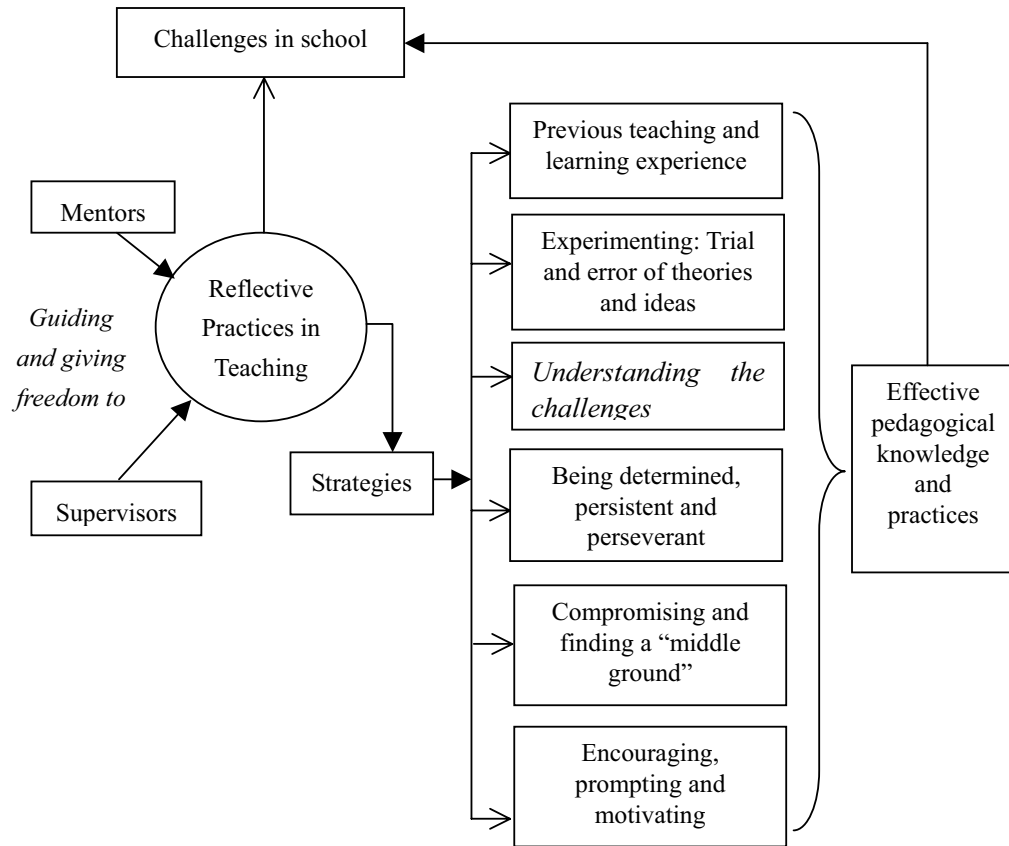 Challenges in school
Mentors
Guiding
and giving
freedom to
Supervisors
Reflective
Practices in
Teaching
Strategies
Previous teaching and
learning experience
Experimenting: Trial
and error of theories
and ideas
Understanding the
challenges
Being determined,
persistent and
perseverant
Compromising and
finding a “middle
ground”
Encouraging,
prompting and
motivating
Effective
pedagogical
knowledge
and
practices